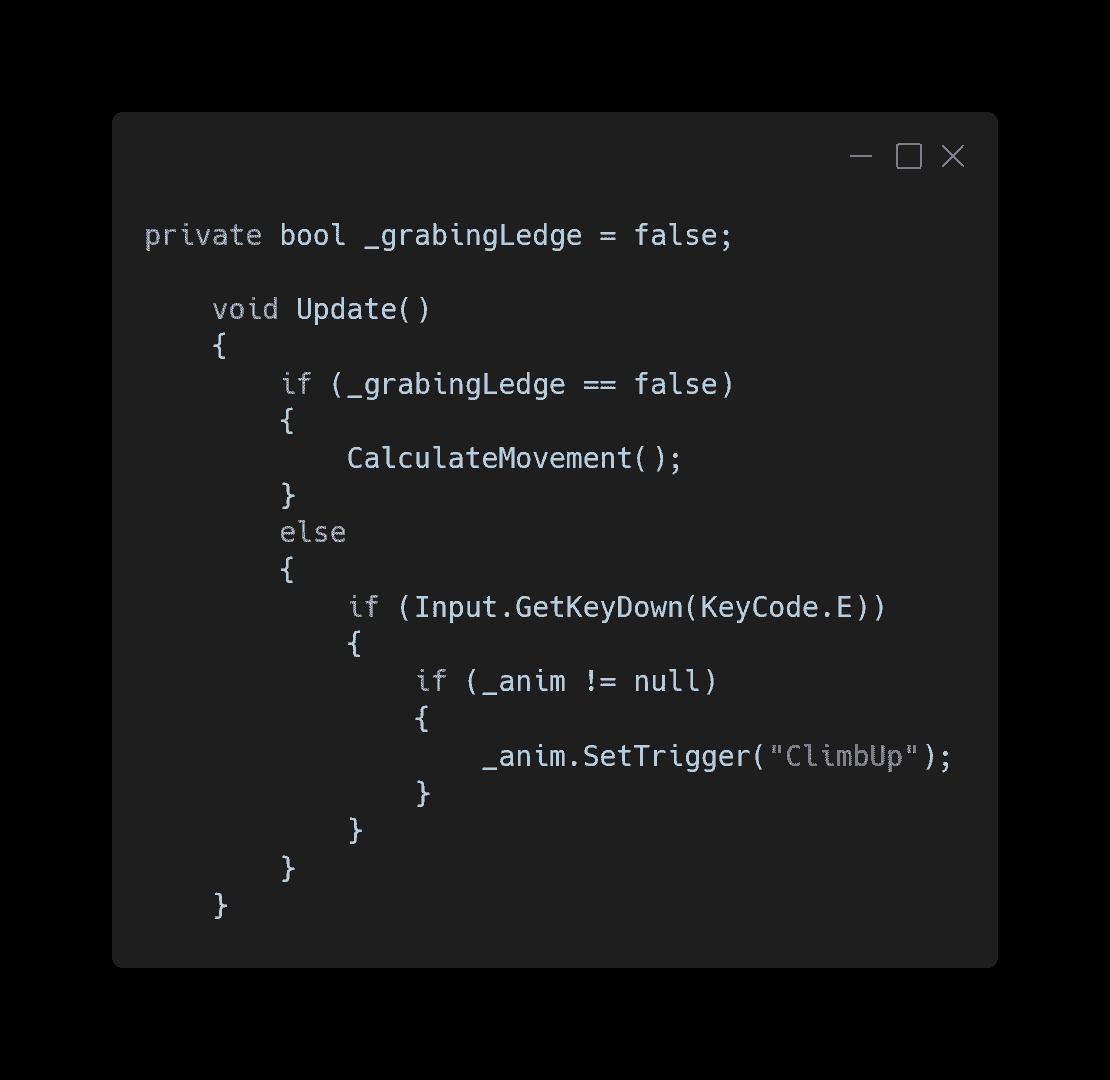 private bool _grabingLedge = false;
void Update()
{
if (_grabingLedge == false)
{
CalculateMovement();
}
else
{
if (Input.GetKeyDown(KeyCode.E))
{
if (_anim != null)
{
_anim.SetTrigger("ClimbUp");
}
}
}
}